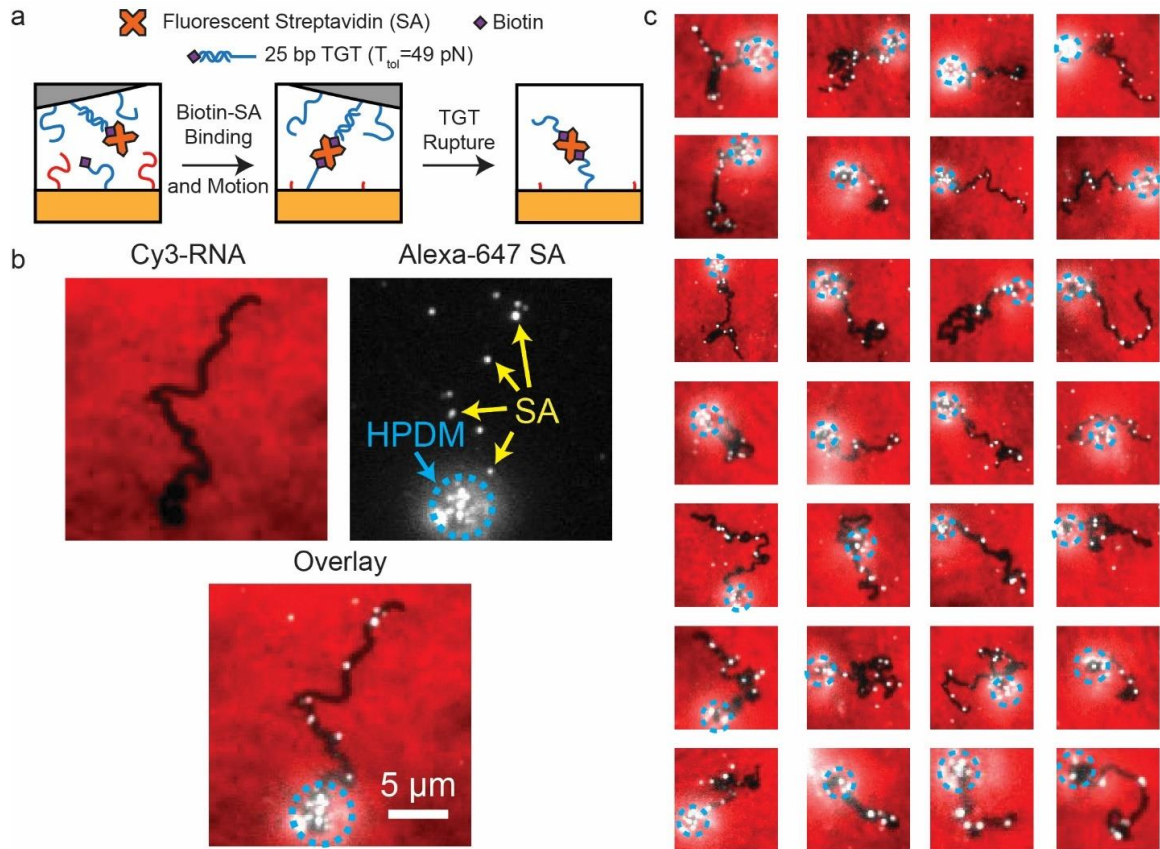 a
Fluorescent Streptavidin (SA)
Biotin
25 bp TGT (Ttol=49 pN)
Biotin-SA
Binding
and Motion
TGT
Rupture
b
Cy3-RNA
Alexa-647 SA
HPDM
SA
Overlay
5 µm
c